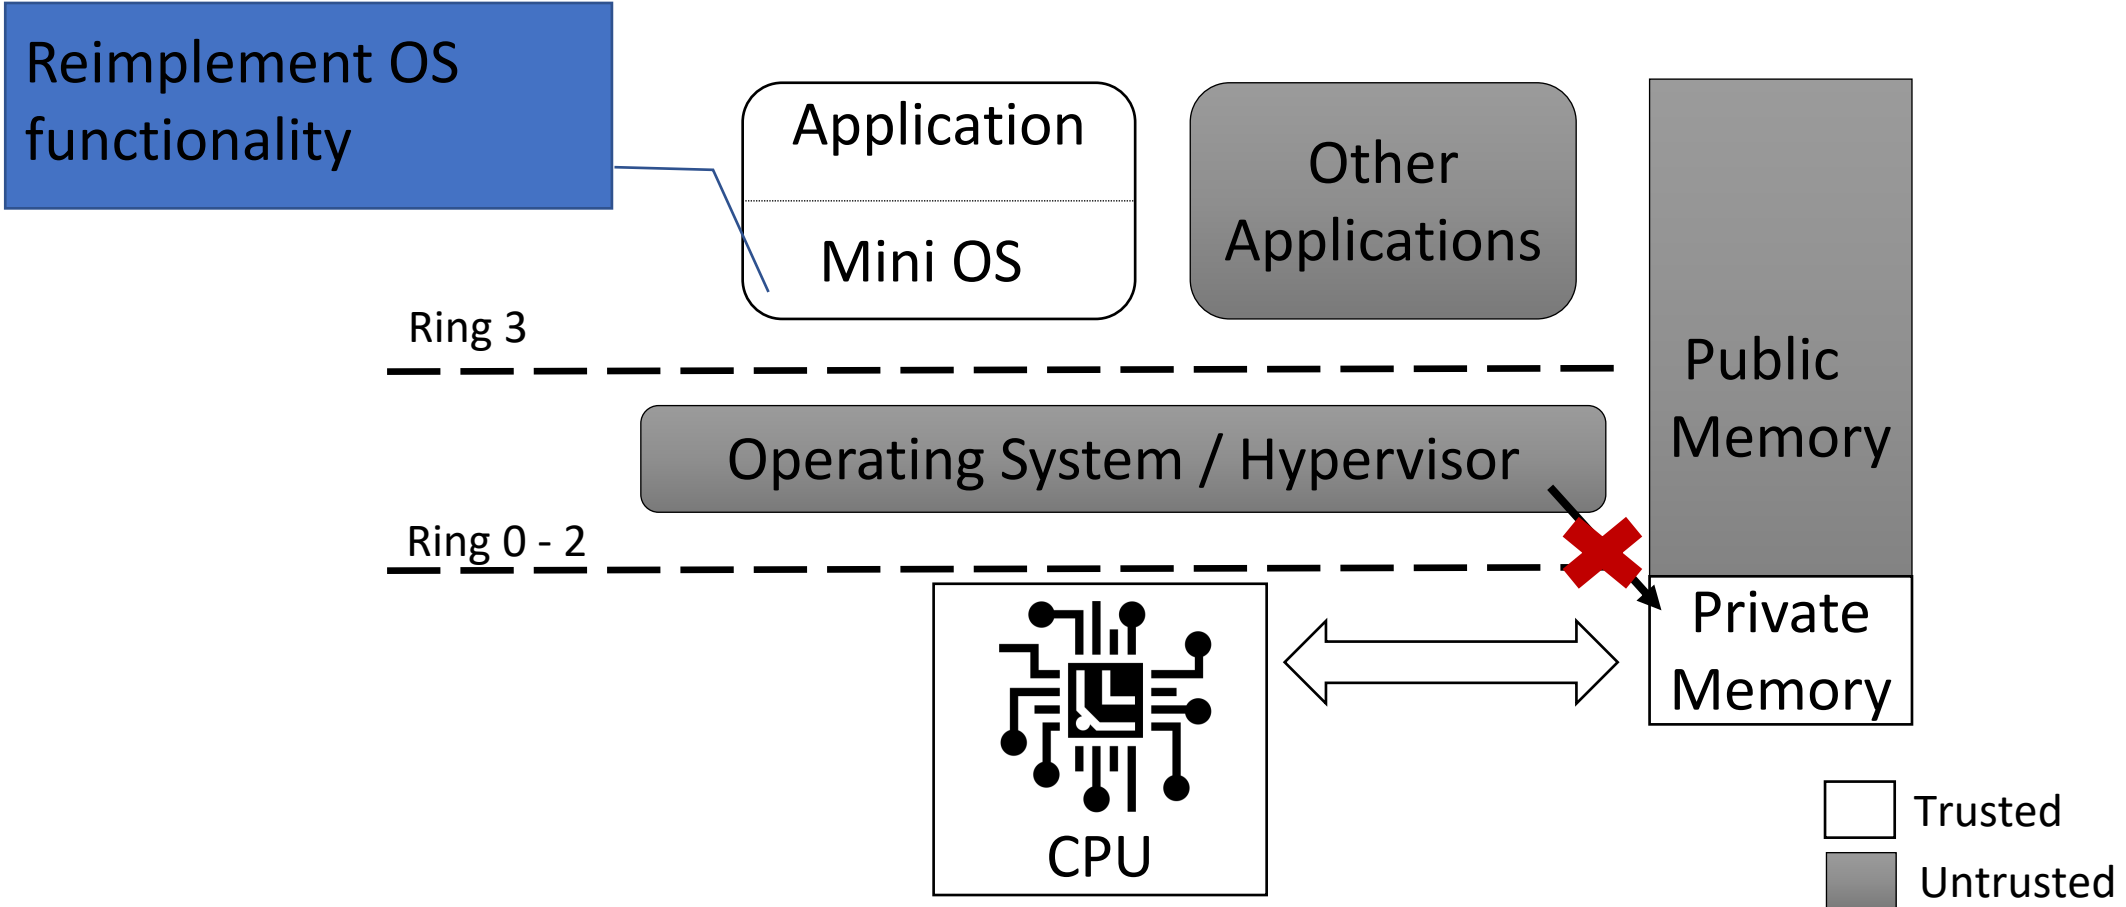 Reimplement OS
functionality
Application
Mini OS
Other
Applications
Ring 3
Public
Memory
Operating System / Hypervisor
Ring 0 - 2
Private
Memory
CPU
Trusted
Untrusted